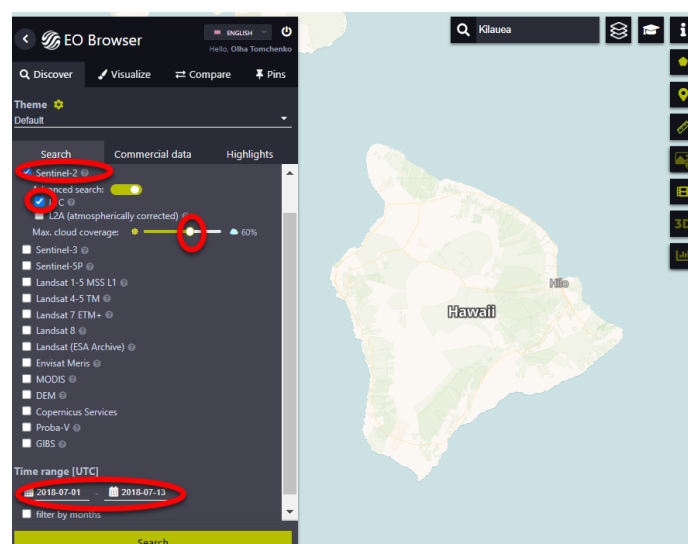 EO Browser
ENGLISH
Hello, Olha Tomchenko
Discover Visualize Compare Pins
Theme
Default
Search Commercial data Highlights
Sentinel-2
Advanced search:
L2A (atmospherically corrected)
Max. cloud coverage: 60%
Sentinel-3
Sentinel-5P
Landsat 1-5 MSS L1
Landsat 4-5 TM
Landsat 7 ETM+
Landsat 8
Landsat (ESA Archive)
Envisat Meris
MODIS
DEM
Copernicus Services
Proba-V
GIBS
Time range [UTC]
2018-07-01 - 2018-07-13
filter by months
Search
Kilauea
i
3D
Hilo
Hawaii